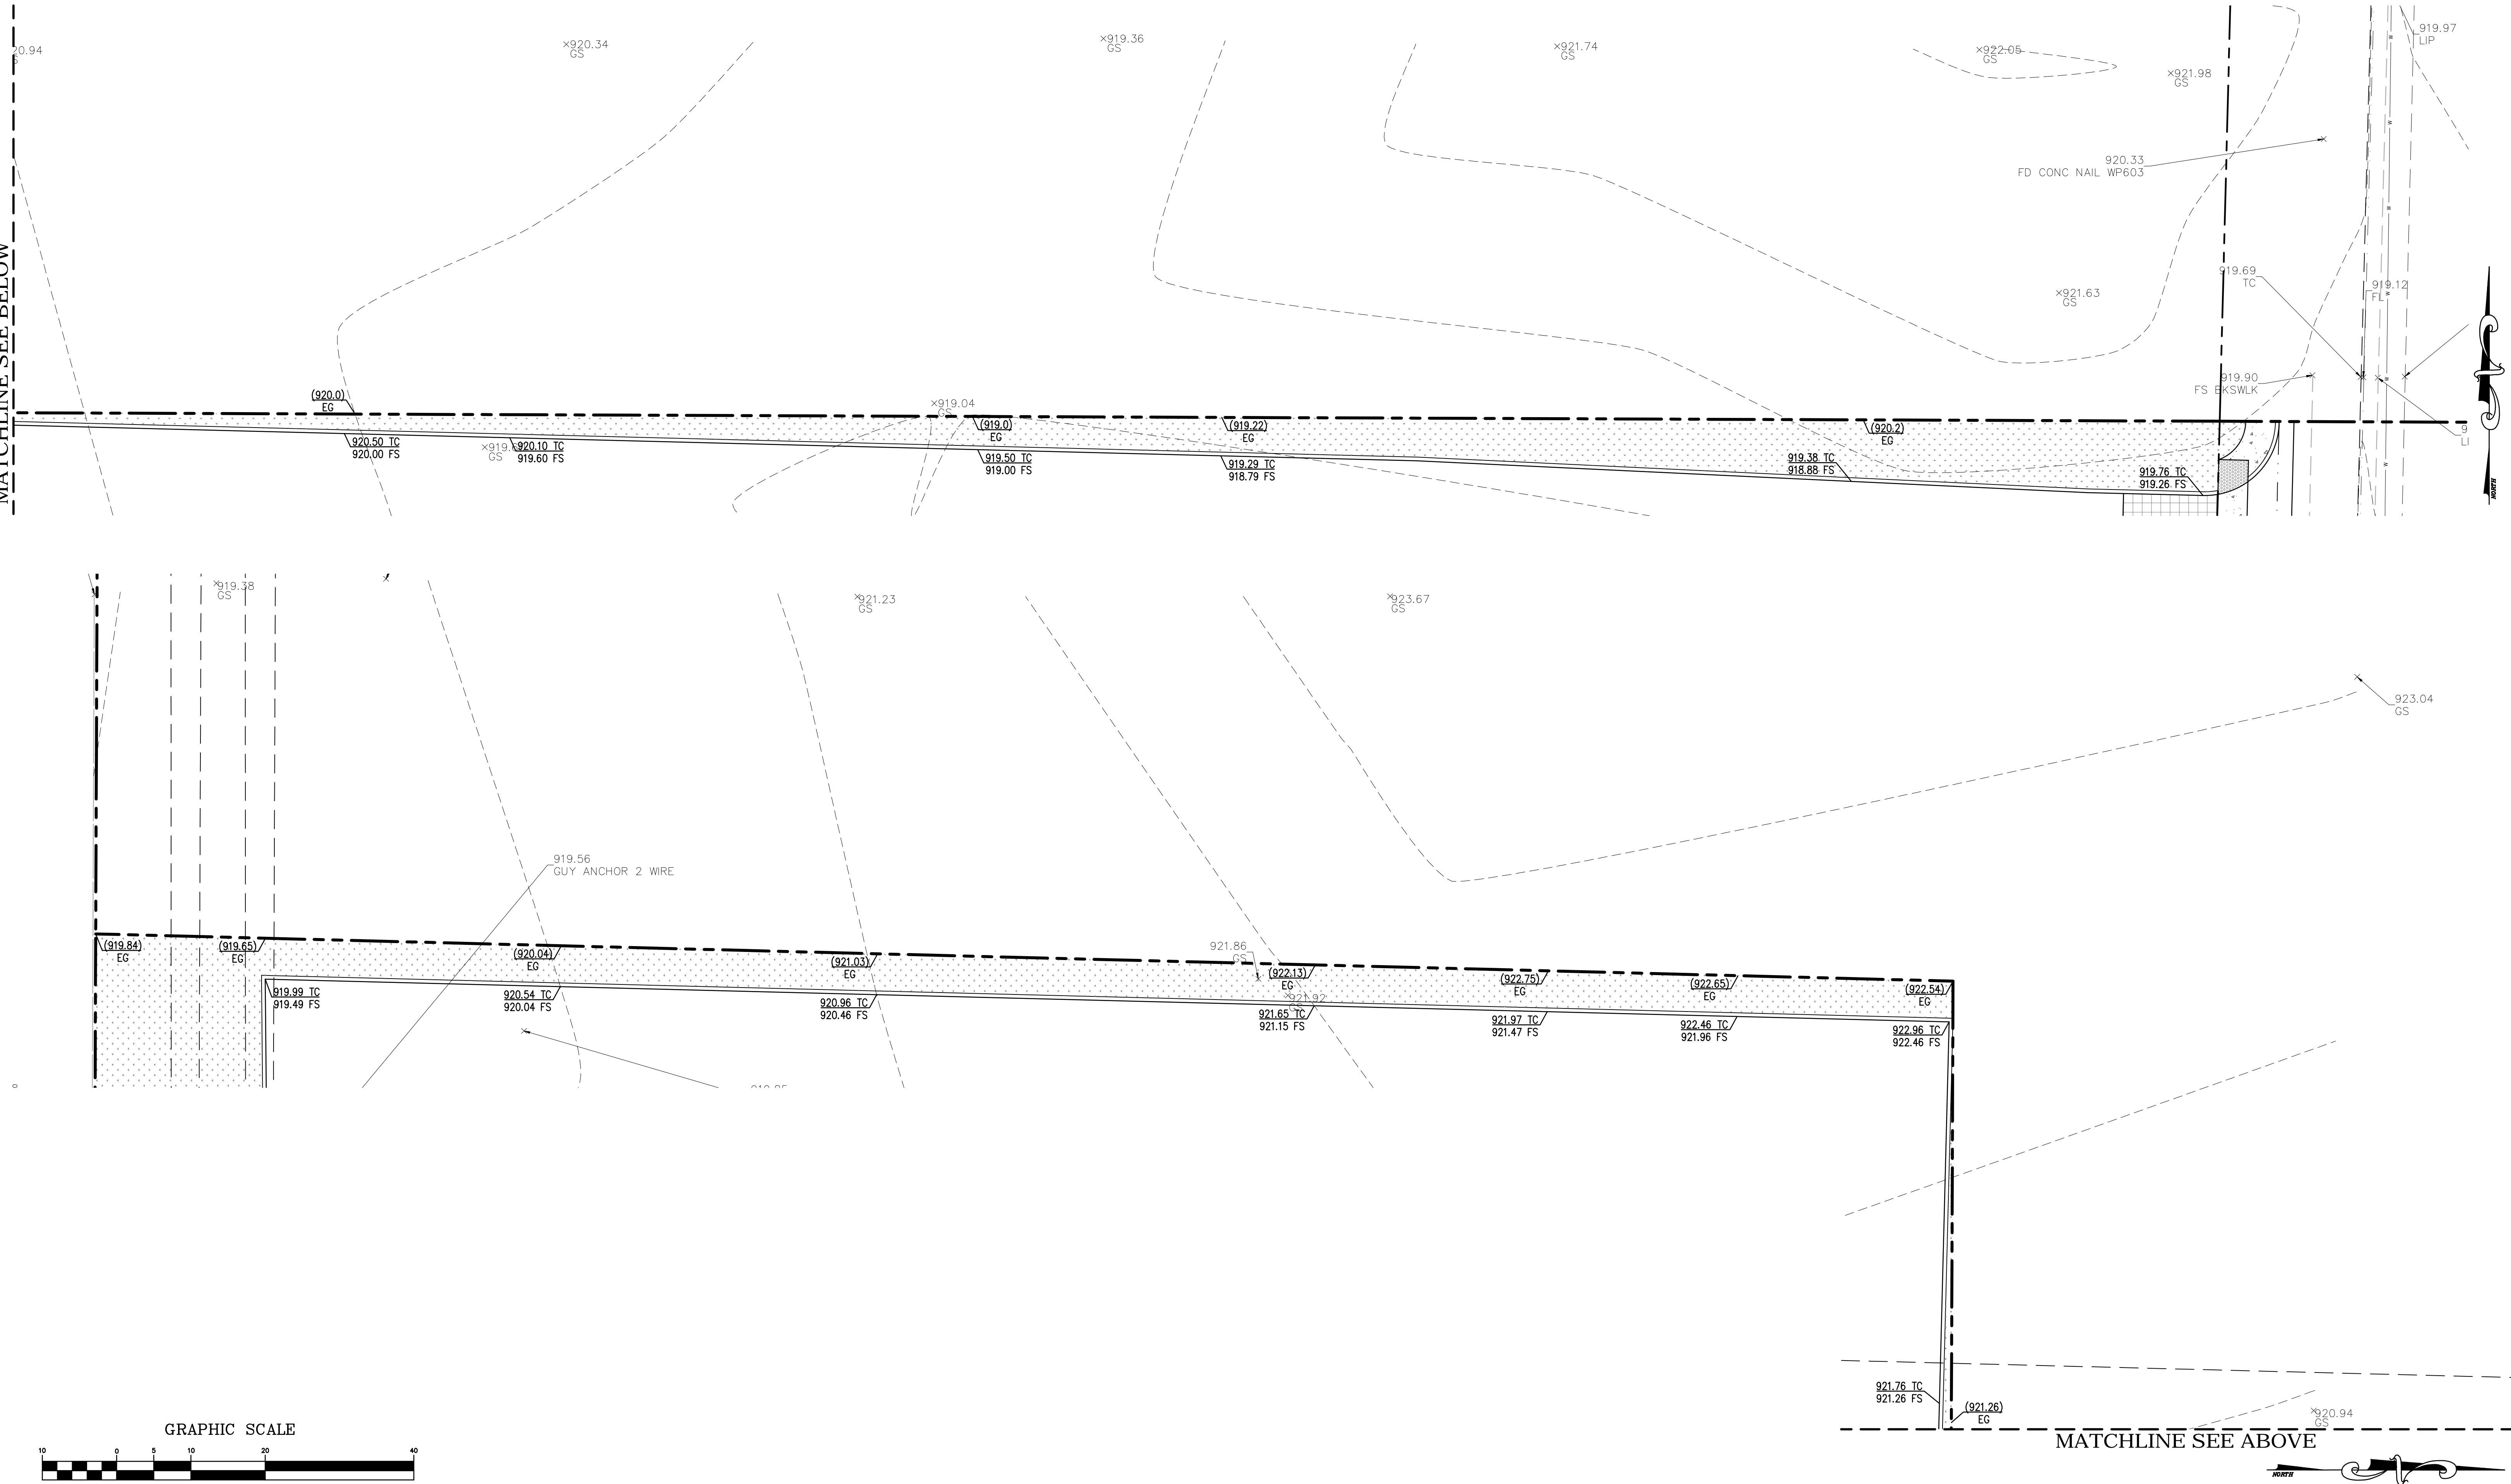 MATCHLINE SEE BELOW
20.94
×920.34
GS
×919.36
GS
×921.74
GS
×922.05
GS
×921.98
GS
919.97
LIP
920.33
FD CONC NAIL WP603
919.69
TC
919.12
FL
×921.63
GS
919.90
FS BKSWLK
W
W
W
W
W
W
NORTH
(920.0)
EG
×919.04
GS
(919.0)
EG
(919.22)
EG
(920.2)
EG
920.50 TC
920.00 FS
GS
920.10 TC
919.60 FS
919.50 TC
919.00 FS
919.29 TC
918.79 FS
919.38 TC
918.88 FS
919.76 TC
919.26 FS
919.38
GS
921.23
GS
923.67
GS
923.04
GS
919.56
GUY ANCHOR 2 WIRE
(919.84)
EG
(919.65)
EG
(920.04)
EG
(921.03)
EG
921.86
GS
(922.13)
EG
(922.75)
EG
(922.65)
EG
(922.54)
EG
919.99 TC
919.49 FS
920.54 TC
920.04 FS
920.96 TC
920.46 FS
921.92
GS
921.65 TC
921.15 FS
921.97 TC
921.47 FS
922.46 TC
921.96 FS
922.96 TC
922.46 FS
921.76 TC
921.26 FS
(921.26)
EG
920.94
GS
MATCHLINE SEE ABOVE
NORTH
GRAPHIC SCALE
10 0 5 10 20 40